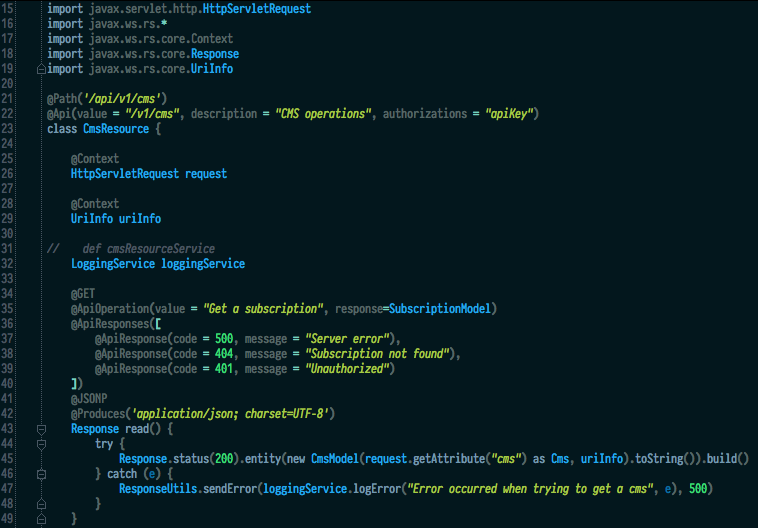 15 import javax.servlet.http.HttpServletRequest
16 import javax.ws.rs.*
17 import javax.ws.rs.core.Context
18 import javax.ws.rs.core.Response
19 import javax.ws.rs.core.UriInfo
20
21 @Path('/api/v1/cms')
22 @Api(value = "/v1/cms", description = "CMS operations", authorizations = "apiKey")
23 class CmsResource {
24
25     @Context
26     HttpServletRequest request
27
28     @Context
29     UriInfo uriInfo
30
31 //    def cmsResourceService
32     LoggingService loggingService
33
34     @GET
35     @ApiOperation(value = "Get a subscription", response=SubscriptionModel)
36     @ApiResponses([
37         @ApiResponse(code = 500, message = "Server error"),
38         @ApiResponse(code = 404, message = "Subscription not found"),
39         @ApiResponse(code = 401, message = "Unauthorized")
40     ])
41     @JSONP
42     @Produces('application/json; charset=UTF-8')
43     Response read() {
44         try {
45             Response.status(200).entity(new CmsModel(request.getAttribute("cms") as Cms, uriInfo).toString()).build()
46         } catch (e) {
47             ResponseUtils.sendError(loggingService.logError("Error occurred when trying to get a cms", e), 500)
48         }
49     }